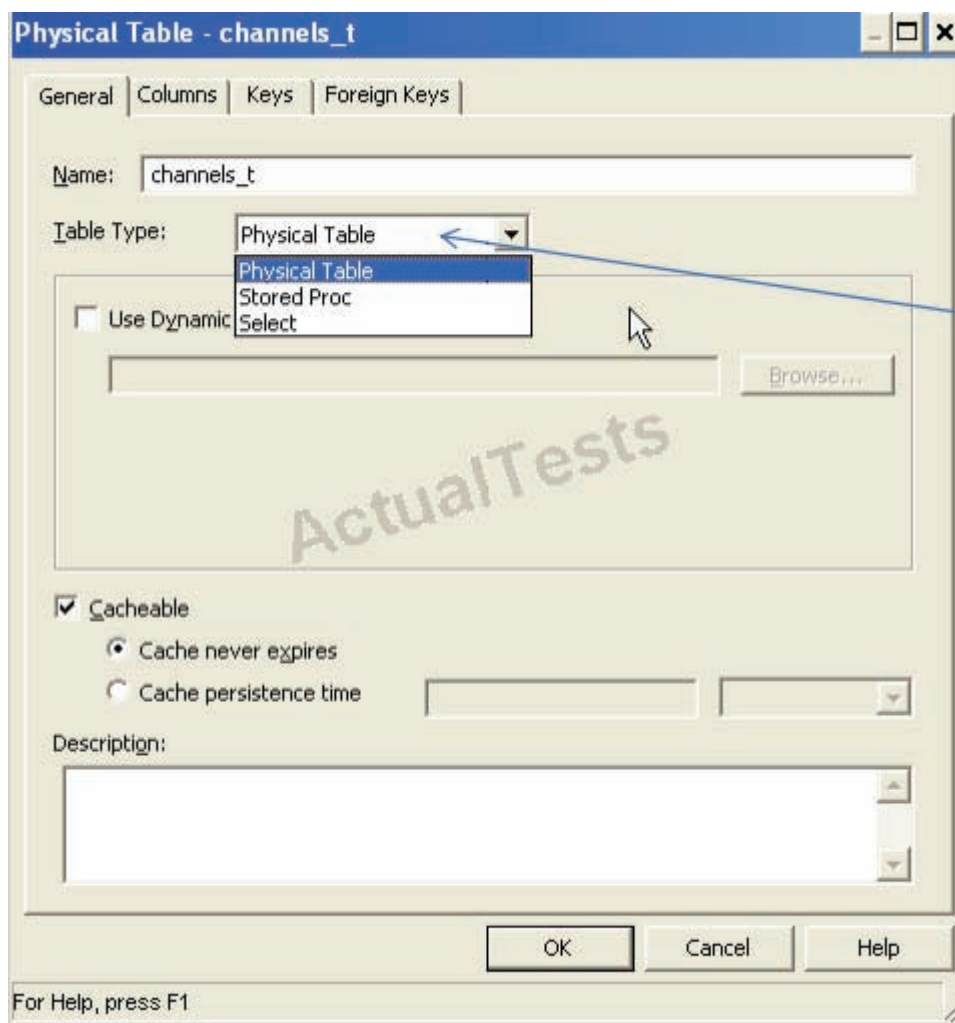 Physical Table - channels_t
General Columns Keys Foreign Keys
Name: channels_t
Table Type: Physical Table
Physical Table
Stored Proc
Select
Use Dynamic
Browse...
ActualTests
Cacheable
Cache never expires
Cache persistence time
Description:
OK Cancel Help
For Help, press F1